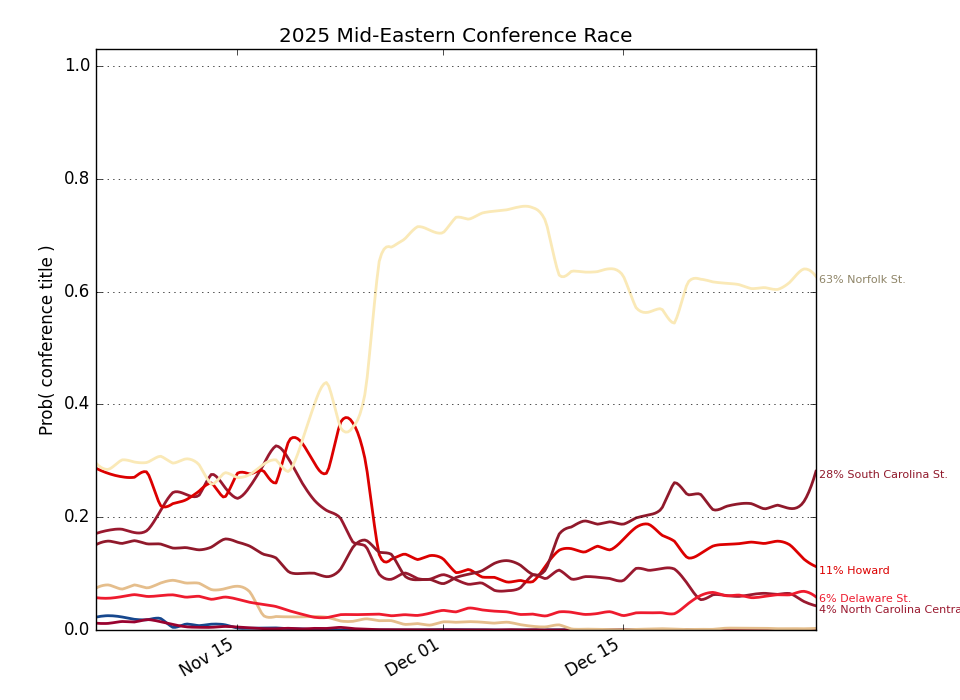 2025 Mid-Eastern Conference Race
Prob( conference title )
1.0
0.8
0.6
0.4
0.2
0.0
Nov 15
Dec 01
Dec 15
63% Norfolk St.
28% South Carolina St.
11% Howard
6% Delaware St.
4% North Carolina Centra